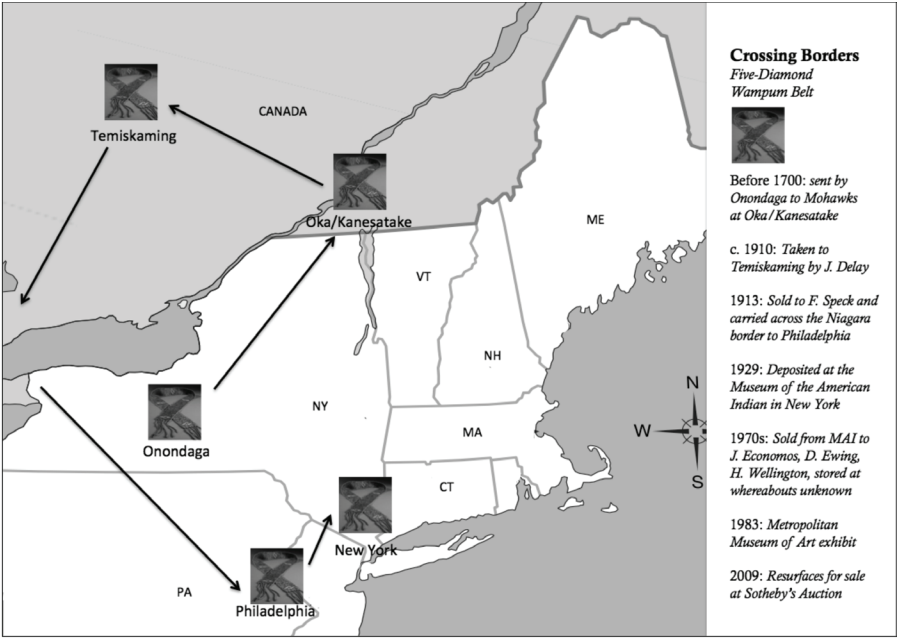 Crossing Borders
Five-Diamond
Wampum Belt
Before 1700: sent by
Onondaga to Mohawks
at Oka/Kanesatake
c. 1910: Taken to
Temiskaming by J. Delay
1913: Sold to F. Speck and
carried across the Niagara
border to Philadelphia
1929: Deposited at the
Museum of the American
Indian in New York
1970s: Sold from MAI to
J. Economos, D. Ewing,
H. Wellington, stored at
whereabouts unknown
1983: Metropolitan
Museum of Art exhibit
2009: Resurfaces for sale
at Sotheby's Auction
CANADA
Temiskaming
Oka/Kanesatake
ME
VT
NH
NY
MA
Onondaga
CT
New York
PA
Philadelphia
N
W
S